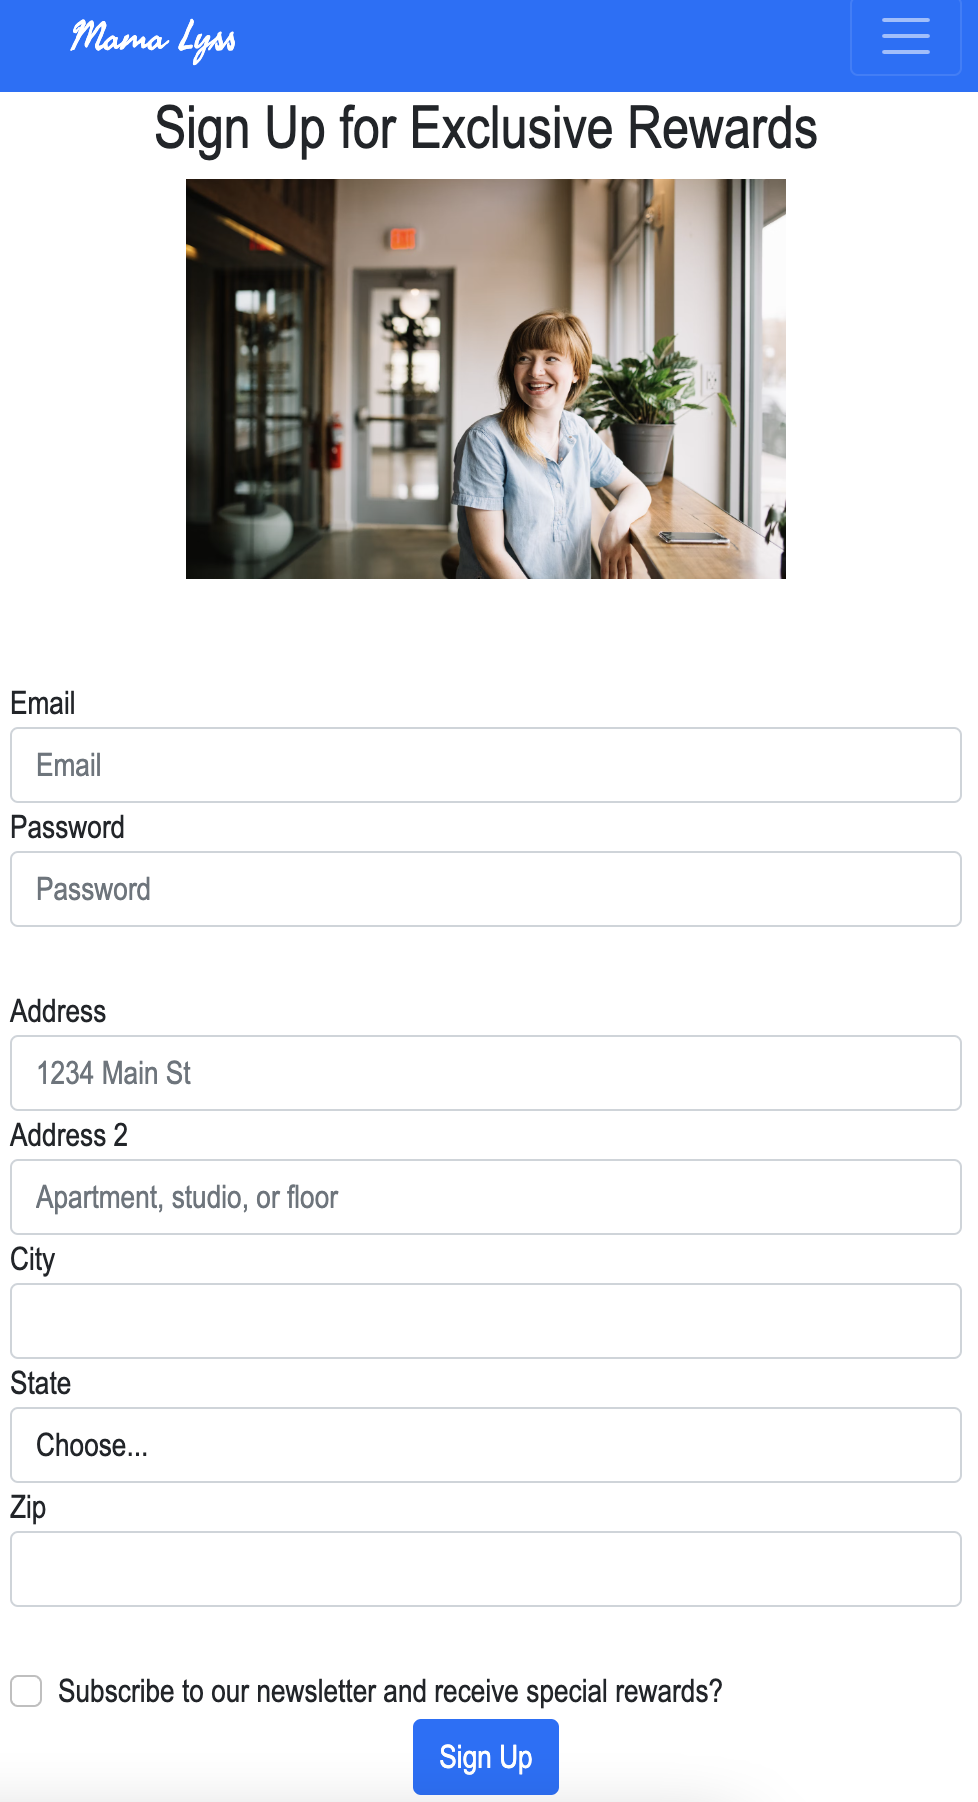 Mama Lyss
Sign Up for Exclusive Rewards
EXIT
Email
Email
Password
Password
Address
1234 Main St
Address 2
Apartment, studio, or floor
City
State
Choose...
Zip
Subscribe to our newsletter and receive special rewards?
Sign Up